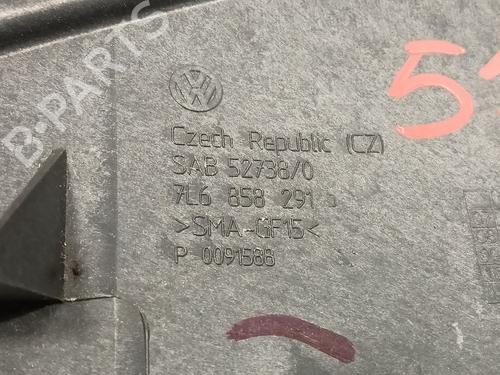 B-PARTS
Czech Republic (CZ)
SAB 52738/0
7L6 858 291
>SMA-GF15<
P 0091588